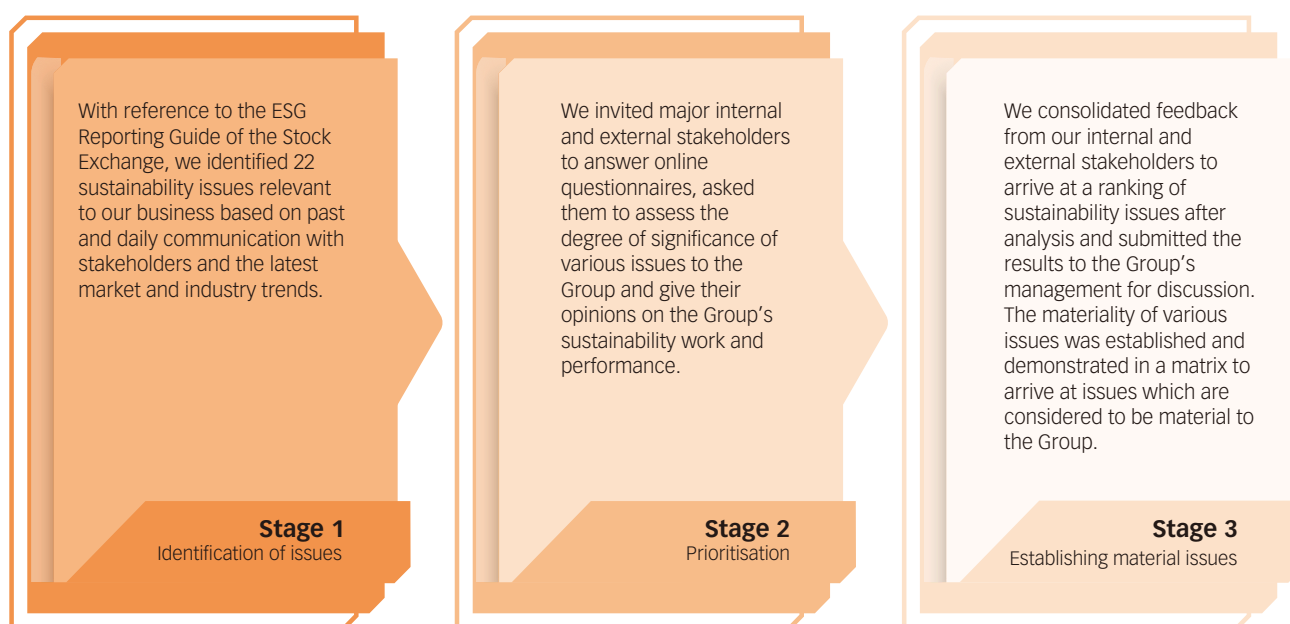 With reference to the ESG
Reporting Guide of the Stock
Exchange, we identified 22
sustainability issues relevant
to our business based on past
and daily communication with
stakeholders and the latest
market and industry trends.
Stage 1
Identification of issues
We invited major internal
and external stakeholders
to answer online
questionnaires, asked
them to assess the
degree of significance of
various issues to the
Group and give their
opinions on the Group’s
sustainability work and
performance.
Stage 2
Prioritisation
We consolidated feedback
from our internal and
external stakeholders to
arrive at a ranking of
sustainability issues after
analysis and submitted the
results to the Group’s
management for discussion.
The materiality of various
issues was established and
demonstrated in a matrix to
arrive at issues which are
considered to be material to
the Group.
Stage 3
Establishing material issues